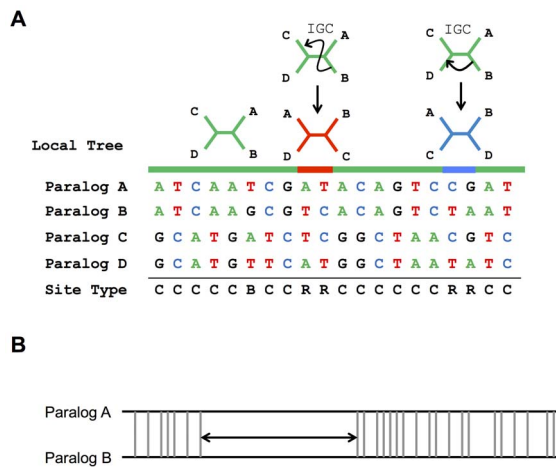 A
C IGC A C IGC A
D B D B
C A A B A B
D B D C C D
Local Tree
Paralog A A T C A A T C G A T A C A G T C C G A T
Paralog B A T C A A G C G T C A C A G T C T A A T
Paralog C G C A T G A T C T C G G C T A A C G T C
Paralog D G C A T G T T C A T G G C T A A T A T C
Site Type C C C C C B C C R R C C C C C C R R C C
B
Paralog A
Paralog B